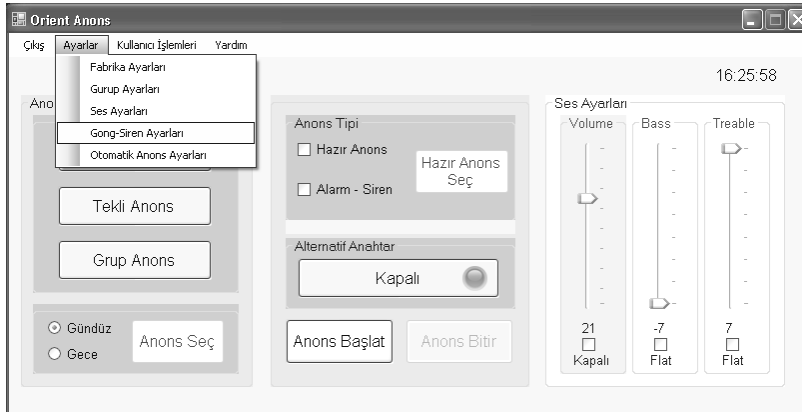 Orient Anons
Çıkış Ayarlar Kullanıcı İşlemleri Yardım
Fabrika Ayarları
Gurup Ayarları
Ses Ayarları
Gong-Siren Ayarları
Otomatik Anons Ayarları
16:25:58
Ano
Tekli Anons
Grup Anons
Gündüz
Gece
Anons Seç
Anons Tipi
Hazır Anons
Alarm - Siren
Hazır Anons
Seç
Alternatif Anahtar
Kapalı
Anons Başlat
Anons Bitir
Ses Ayarları
Volume Bass Treable
21 -7 7
Kapalı Flat Flat